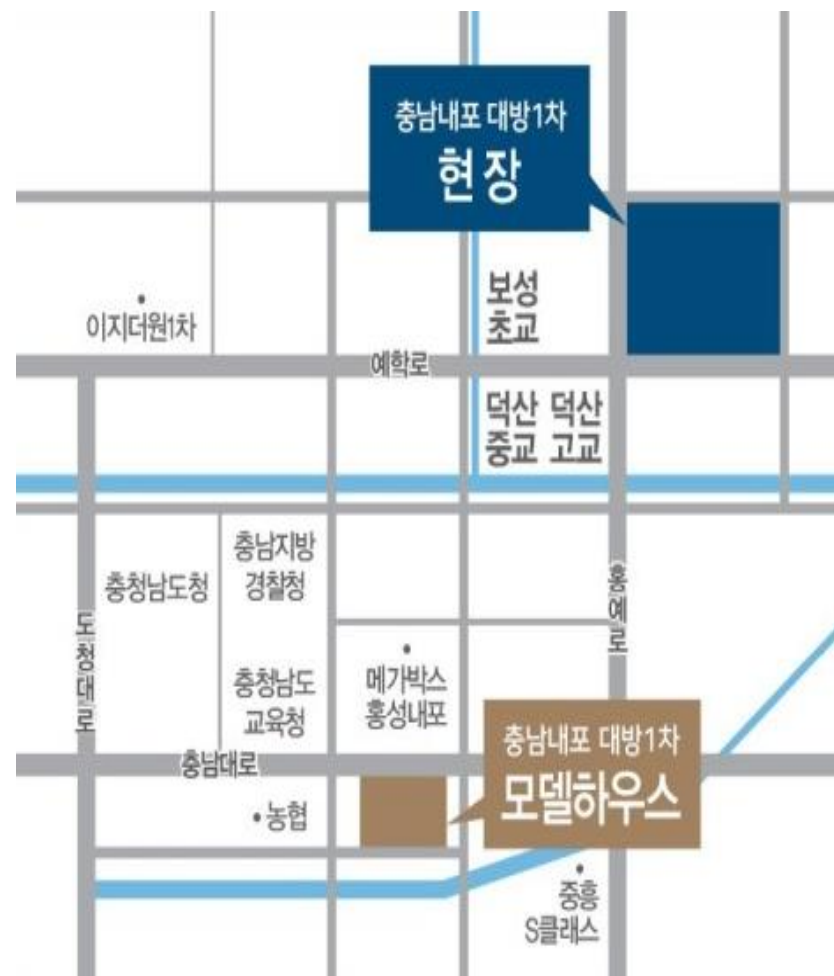 충남내포 대방1차
현장
이지더원1차
보성
초교
예학로
덕산 덕산
중교 고교
충청남도청
충남지방
경찰청
홍예로
도청대로
충청남도
교육청
메가박스
홍성내포
충남대로
충남내포 대방1차
모델하우스
농협
중흥
S클래스